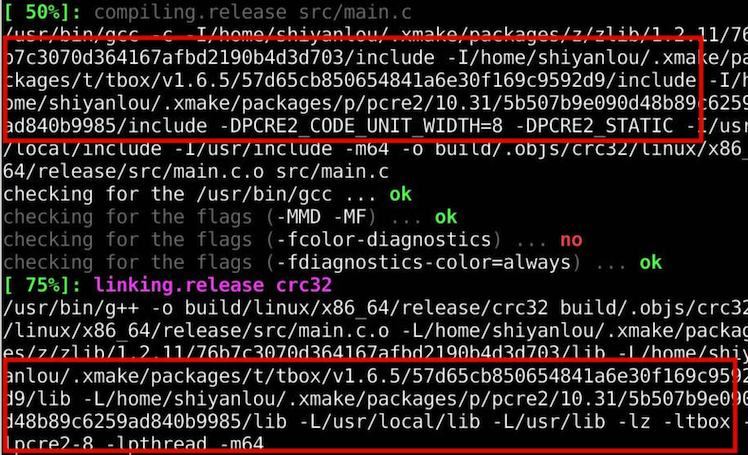 [ 50%]: compiling.release src/main.c
/usr/bin/gcc -c -I/home/shiyanlou/.xmake/packages/z/zlib/1.2.11/76
b7c3070d364167afbd2190b4d3d703/include -I/home/shiyanlou/.xmake/pa
ckages/t/tbox/v1.6.5/57d65cb850654841a6e30f169c9592d9/include -I/h
ome/shiyanlou/.xmake/packages/p/pcre2/10.31/5b507b9e090d48b89c6259
ad840b9985/include -DPCRE2_CODE_UNIT_WIDTH=8 -DPCRE2_STATIC -I/usr
/local/include -I/usr/include -m64 -o build/.objs/crc32/linux/x86_
64/release/src/main.c.o src/main.c
checking for the /usr/bin/gcc ... ok
checking for the flags (-MMD -MF) ... ok
checking for the flags (-fcolor-diagnostics) ... no
checking for the flags (-fdiagnostics-color=always) ... ok
[ 75%]: linking.release crc32
/usr/bin/g++ -o build/linux/x86_64/release/crc32 build/.objs/crc32
/linux/x86_64/release/src/main.c.o -L/home/shiyanlou/.xmake/packag
es/z/zlib/1.2.11/76b7c3070d364167afbd2190b4d3d703/lib -L/home/shiy
anlou/.xmake/packages/t/tbox/v1.6.5/57d65cb850654841a6e30f169c9592
d9/lib -L/home/shiyanlou/.xmake/packages/p/pcre2/10.31/5b507b9e090
d48b89c6259ad840b9985/lib -L/usr/local/lib -L/usr/lib -lz -ltbox -
lpcre2-8 -lpthread -m64